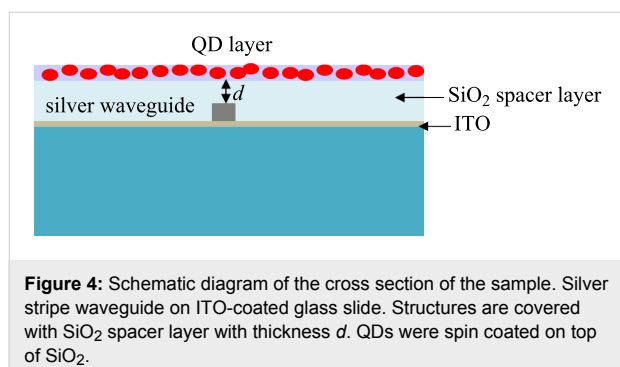 QD layer
d
silver waveguide
SiO2 spacer layer
ITO
Figure 4: Schematic diagram of the cross section of the sample. Silver
stripe waveguide on ITO-coated glass slide. Structures are covered
with SiO2 spacer layer with thickness d. QDs were spin coated on top
of SiO2.